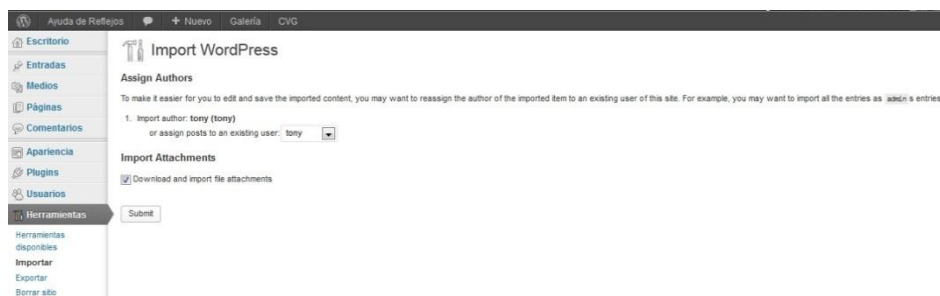 Ayuda de Reflejos + Nuevo Galería CVG
Escritorio
Entradas
Medios
Páginas
Comentarios
Apariencia
Plugins
Usuarios
Herramientas
Herramientas
disponibles
Importar
Exportar
Borrar sitio
Import WordPress
Assign Authors
To make it easier for you to edit and save the imported content, you may want to reassign the author of the imported item to an existing user of this site. For example, you may want to import all the entries as admin s entries
1. Import author: tony (tony)
or assign posts to an existing user: tony
Import Attachments
Download and import file attachments
Submit